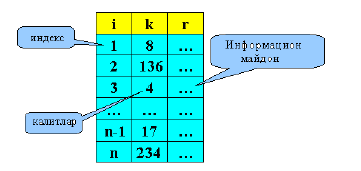 i k r
индекс
1 8 ...
Информацион
майдон
2 136 ...
3 4 ...
... ... ...
калитлар
n-1 17 ...
n 234 ...